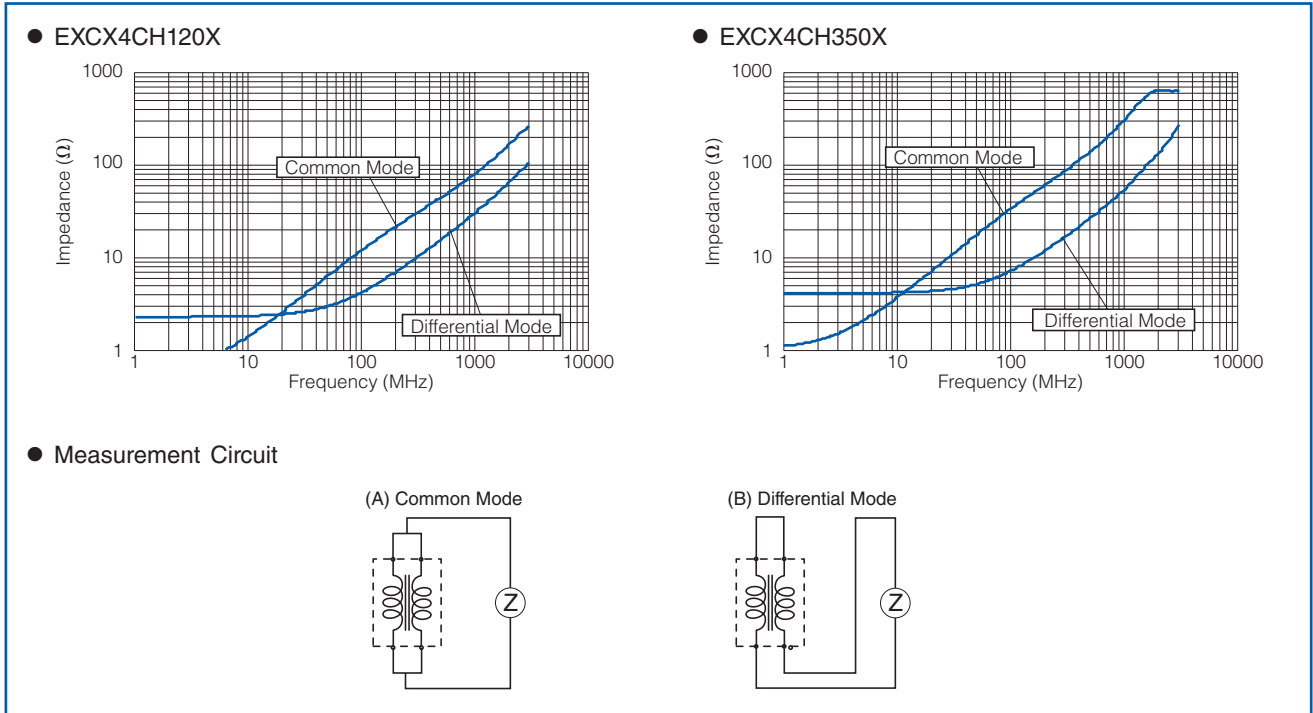 ● EXCX4CH120X
1000
100
10
1
Impedance (Ω)
Common Mode
Differential Mode
1 10 100 1000 10000
Frequency (MHz)
● EXCX4CH350X
1000
100
10
1
Impedance (Ω)
Common Mode
Differential Mode
1 10 100 1000 10000
Frequency (MHz)
● Measurement Circuit
(A) Common Mode
Z
(B) Differential Mode
Z